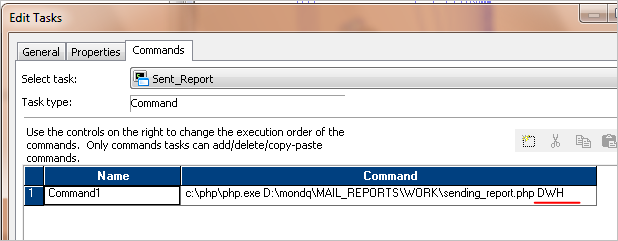 Edit Tasks
General Properties Commands
Select task: Sent_Report
Task type: Command
Use the controls on the right to change the execution order of the
commands. Only commands tasks can add/delete/copy-paste
commands.
Name Command
1 Command1 c:\php\php.exe D:\mondq\MAIL_REPORTS\WORK\sending_report.php DWH